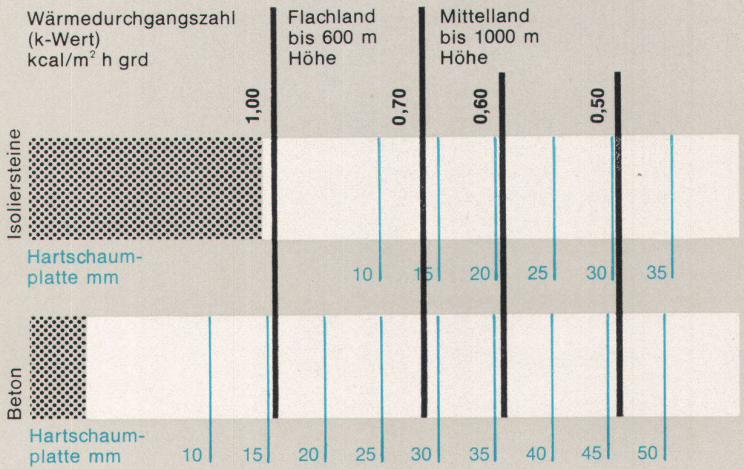 Wärmedurchgangszahl
(k-Wert)
kcal/m² h grd
Flachland
bis 600 m
Höhe
Mittelland
bis 1000 m
Höhe
1,00
0,70
0,60
0,50
Isoliersteine
Hartschaum-
platte mm
10 15 20 25 30 35
Beton
Hartschaum-
platte mm
10 15 20 25 30 35 40 45 50